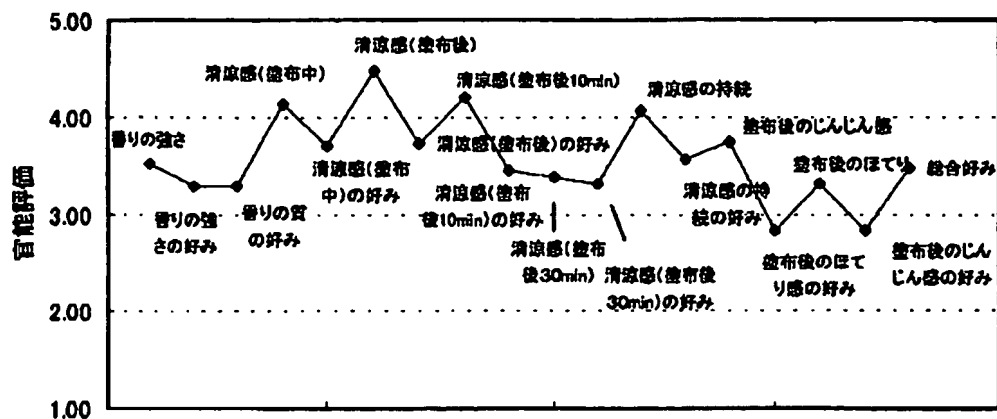 5.00
4.00
3.00
2.00
1.00
官能評価
香りの強さ
香りの強
さの好み
香りの質
の好み
清涼感(塗布中)
清涼感(塗布
中)の好み
清涼感(塗布後)
清涼感(塗布後)の好み
清涼感(塗布後10min)
清涼感(塗布
後10min)の好み
清涼感(塗布
後30min)
清涼感(塗布後
30min)の好み
清涼感の持続
清涼感の持
続の好み
塗布後のじんじん感
塗布後のほて
り感の好み
塗布後のほてり
塗布後のじん
じん感の好み
総合好み